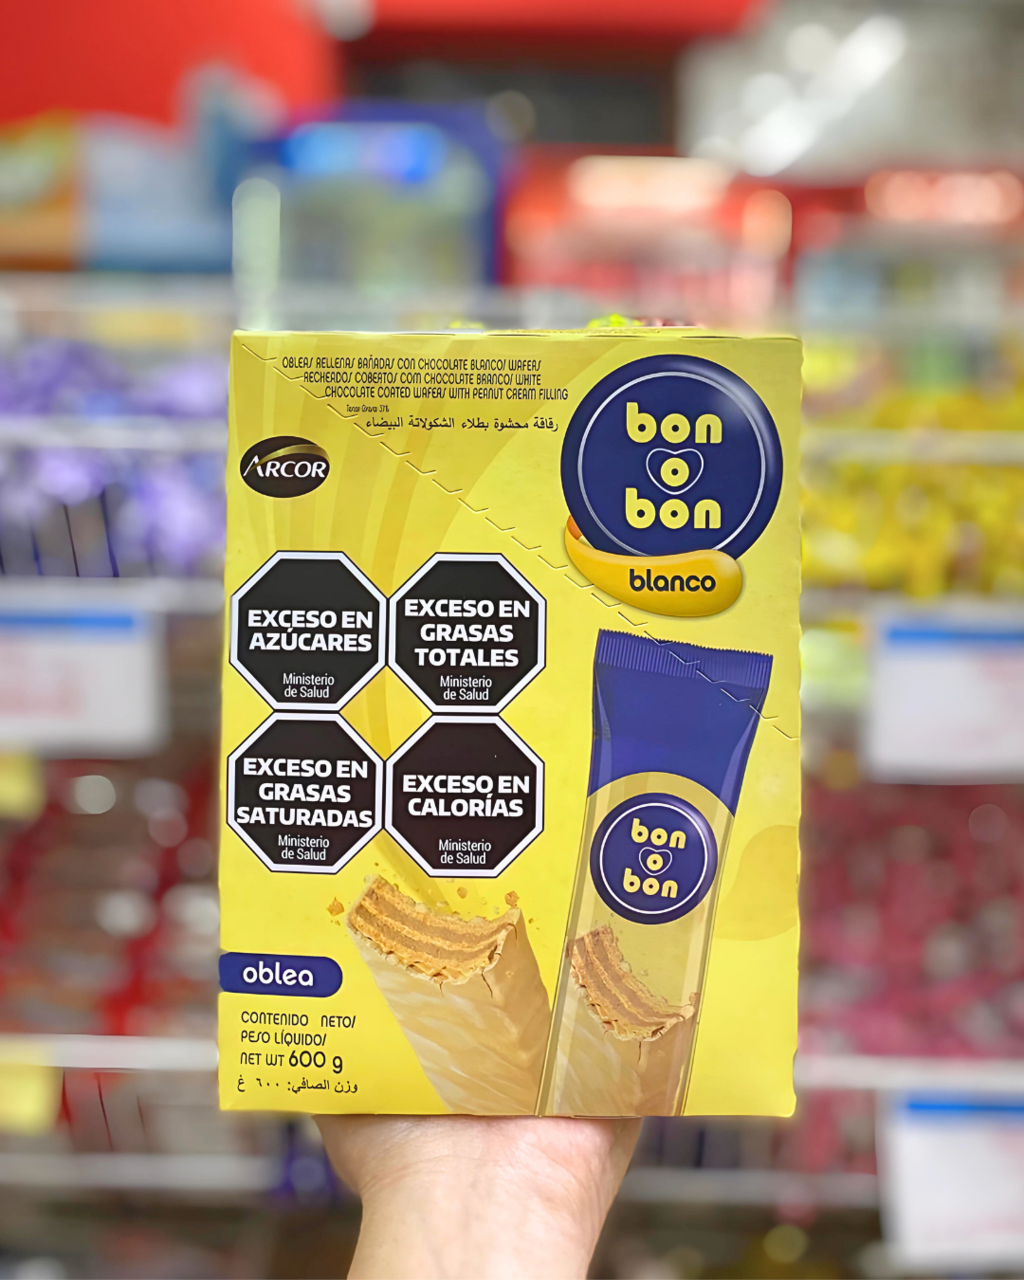 OBLEAS RELLENAS BAÑADAS CON CHOCOLATE BLANCO/ WAFERS
RECHEADOS COBERTOS COM CHOCOLATE BRANCO/ WHITE
CHOCOLATE COATED WAFERS WITH PEANUT CREAM FILLING
رقاقة محشوة بطلاء الشكولاتة البيضاء
ARCOR
bon
o
bon
blanco
EXCESO EN
AZÚCARES
Ministerio
de Salud
EXCESO EN
GRASAS
TOTALES
Ministerio
de Salud
EXCESO EN
GRASAS
SATURADAS
Ministerio
de Salud
EXCESO EN
CALORÍAS
Ministerio
de Salud
bon
o
bon
oblea
CONTENIDO NETO/
PESO LÍQUIDO/
NET WT 600 g
وزن الصافي: ٦٠٠ غ